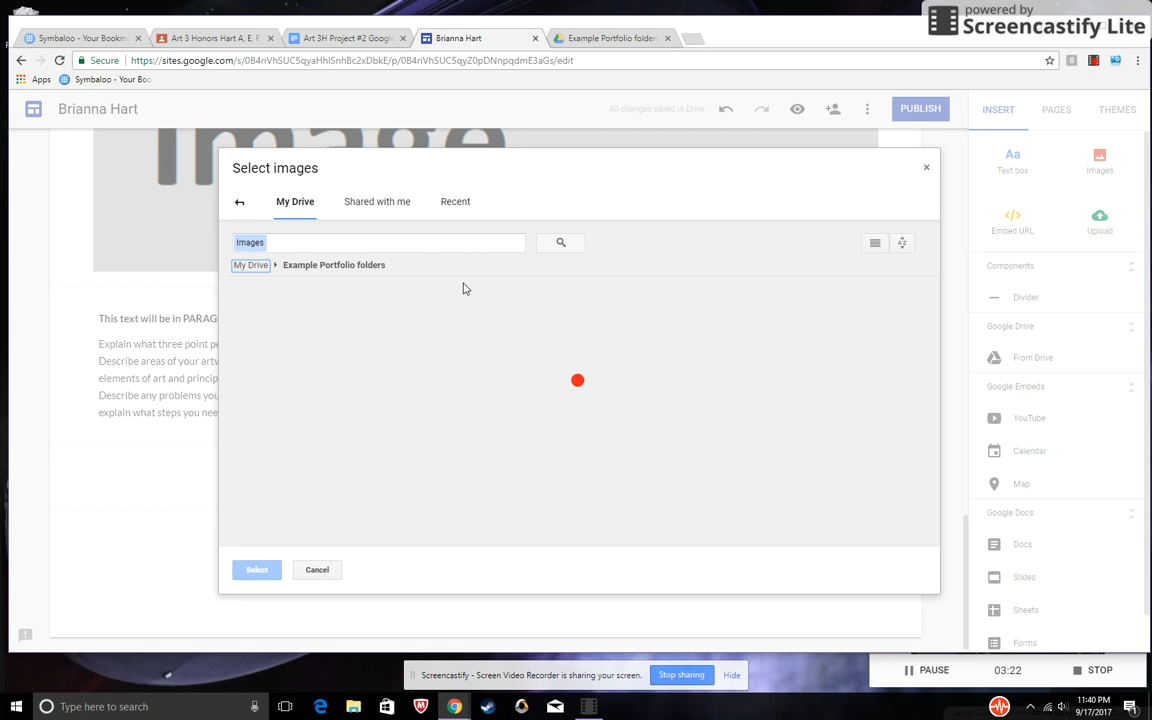 powered by
Screencastify Lite
Symbaloo - Your Bookm
Art 3 Honors Hart A, E, F
Art 3H Project #2 Google
Brianna Hart
Example Portfolio folders
Secure
https://sites.google.com/s/0B4riVhSUC5qyaHhISnhBc2xDbkE/p/0B4riVhSUC5qyZ0pDNnpqdmE3aGs/edit
Apps
Symbaloo - Your Boo
Brianna Hart
All changes saved in Drive
PUBLISH
INSERT
PAGES
THEMES
Image
Select images
My Drive
Shared with me
Recent
Images
My Drive
Example Portfolio folders
Aa
Text box
Images
Embed URL
Upload
Components
Divider
Google Drive
From Drive
Google Embeds
YouTube
Calendar
Map
Google Docs
Docs
Slides
Sheets
Forms
This text will be in PARAG
Explain what three point pe
Describe areas of your artw
elements of art and princip
Describe any problems you
explain what steps you nee
Select
Cancel
Screencastify - Screen Video Recorder is sharing your screen.
Stop sharing
Hide
PAUSE
03:22
STOP
Type here to search
11:40 PM
9/17/2017